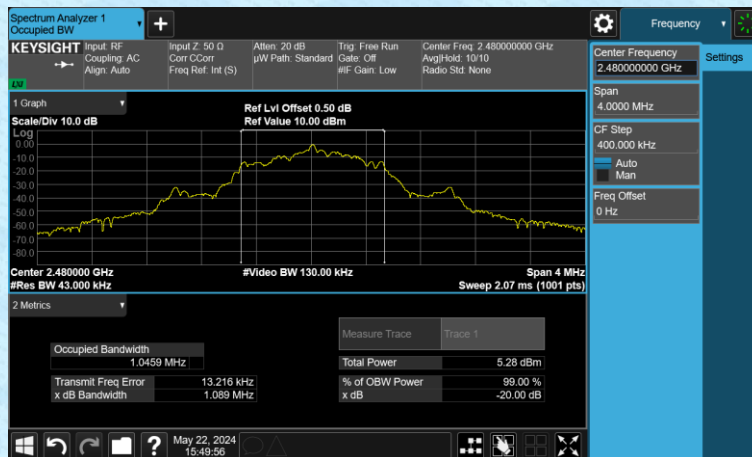 Spectrum Analyzer 1
Occupied BW
Frequency
KEYSIGHT
Input: RF
Coupling: AC
Align: Auto
Input Z: 50 Ω
Corr CCorr
Freq Ref: Int (S)
Atten: 20 dB
µW Path: Standard
Trig: Free Run
Gate: Off
#IF Gain: Low
Center Freq: 2.480000000 GHz
Avg|Hold: 10/10
Radio Std: None
LXI
Center Frequency
2.480000000 GHz
Settings
Span
4.0000 MHz
CF Step
400.000 kHz
Auto
Man
Freq Offset
0 Hz
1 Graph
Scale/Div 10.0 dB
Ref Lvl Offset 0.50 dB
Ref Value 10.00 dBm
Log
0.00
-10.0
-20.0
-30.0
-40.0
-50.0
-60.0
-70.0
-80.0
Center 2.480000 GHz
#Res BW 43.000 kHz
#Video BW 130.00 kHz
Span 4 MHz
Sweep 2.07 ms (1001 pts)
2 Metrics
Measure Trace
Trace 1
Occupied Bandwidth
1.0459 MHz
Total Power 5.28 dBm
Transmit Freq Error 13.216 kHz
% of OBW Power 99.00 %
x dB Bandwidth 1.089 MHz
x dB -20.00 dB
May 22, 2024
15:49:56